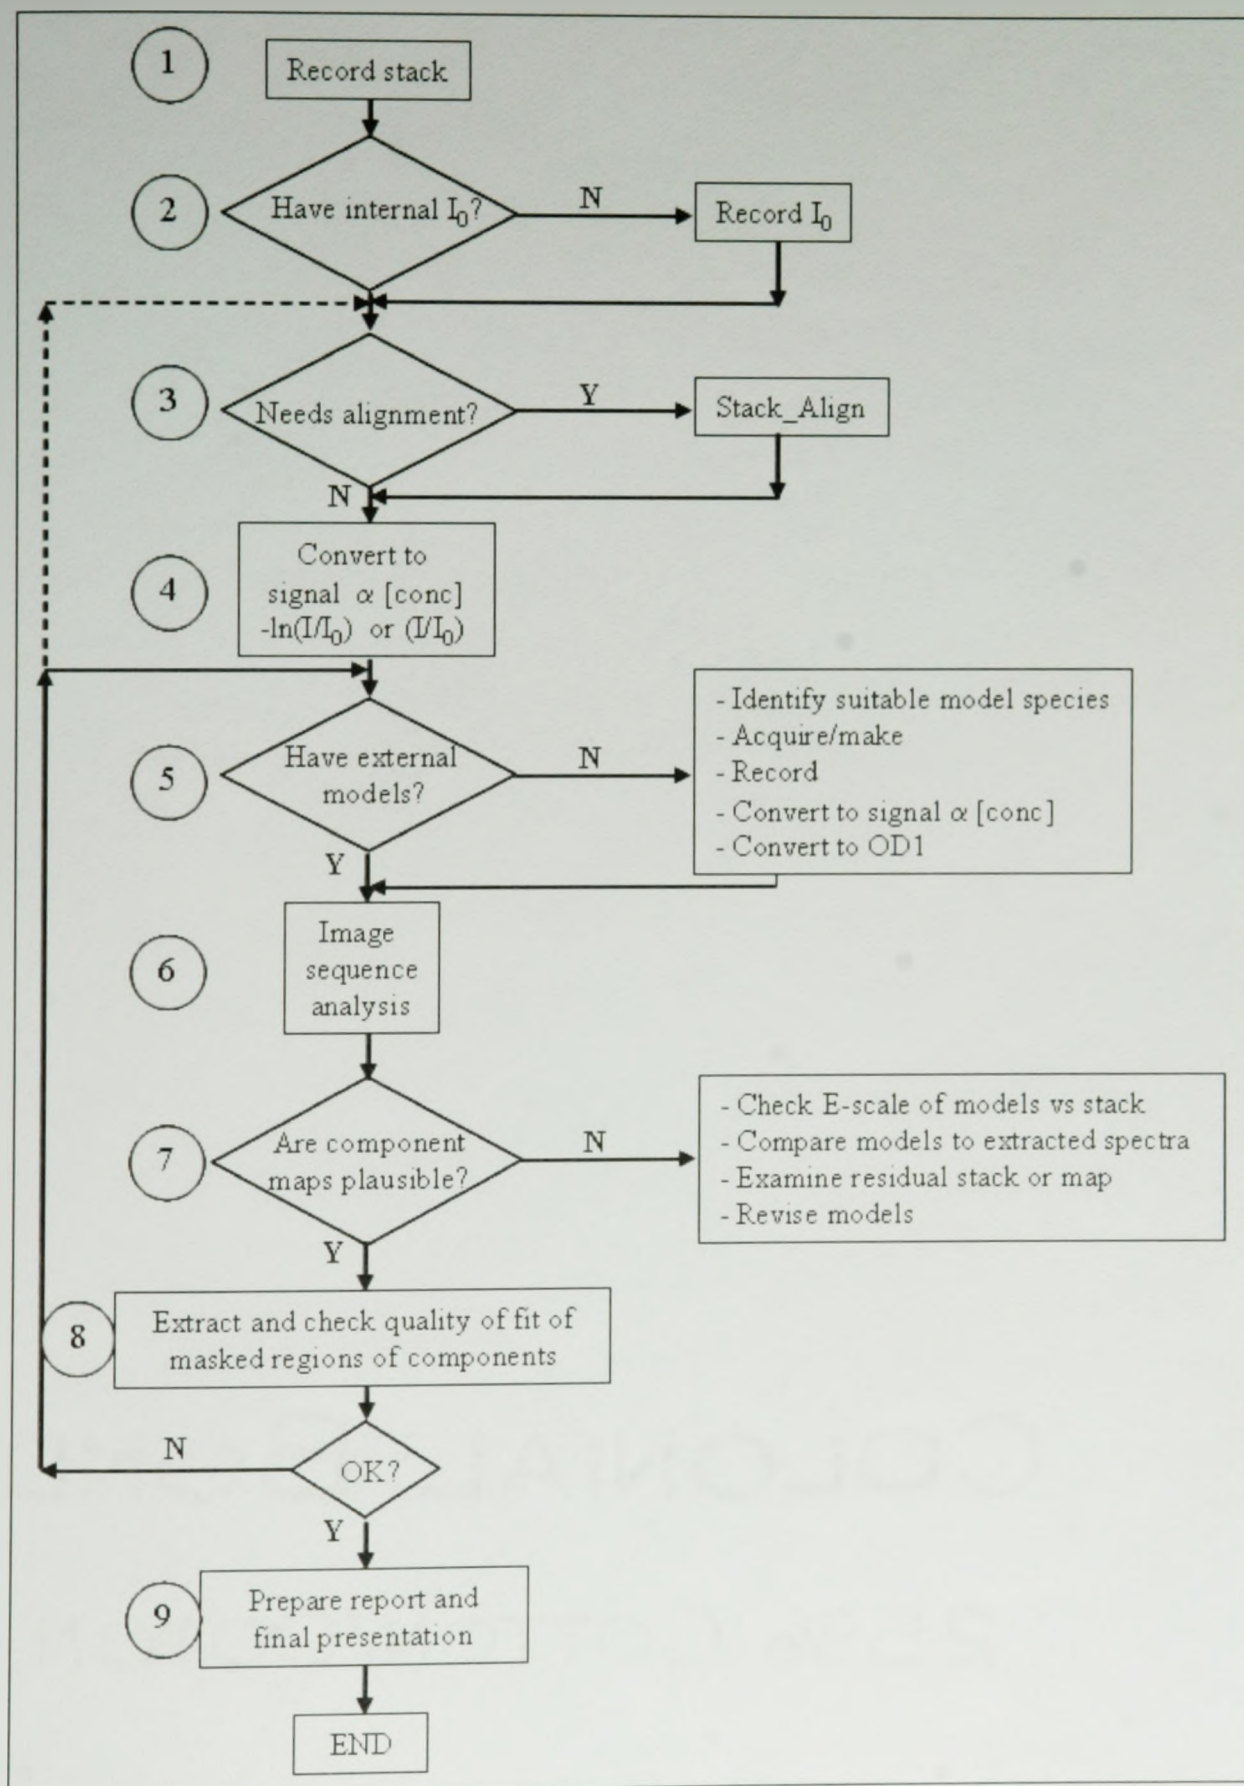 1
Record stack
2
Have internal I₀?
N
Record I₀
3
Needs alignment?
Y
Stack_Align
N
4
Convert to
signal α [conc]
-ln(I/I₀) or (I/I₀)
5
Have external
models?
N
- Identify suitable model species
- Acquire/make
- Record
- Convert to signal α [conc]
- Convert to OD1
Y
6
Image
sequence
analysis
7
Are component
maps plausible?
N
- Check E-scale of models vs stack
- Compare models to extracted spectra
- Examine residual stack or map
- Revise models
Y
8
Extract and check quality of fit of
masked regions of components
N
OK?
Y
9
Prepare report and
final presentation
END